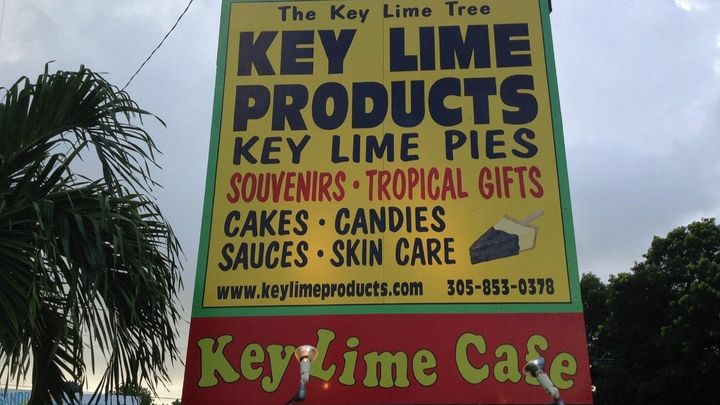 The Key Lime Tree
KEY LIME
PRODUCTS
KEY LIME PIES
SOUVENIRS • TROPICAL GIFTS
CAKES • CANDIES
SAUCES • SKIN CARE
www.keylimeproducts.com 305-853-0378
Key Lime Cafe